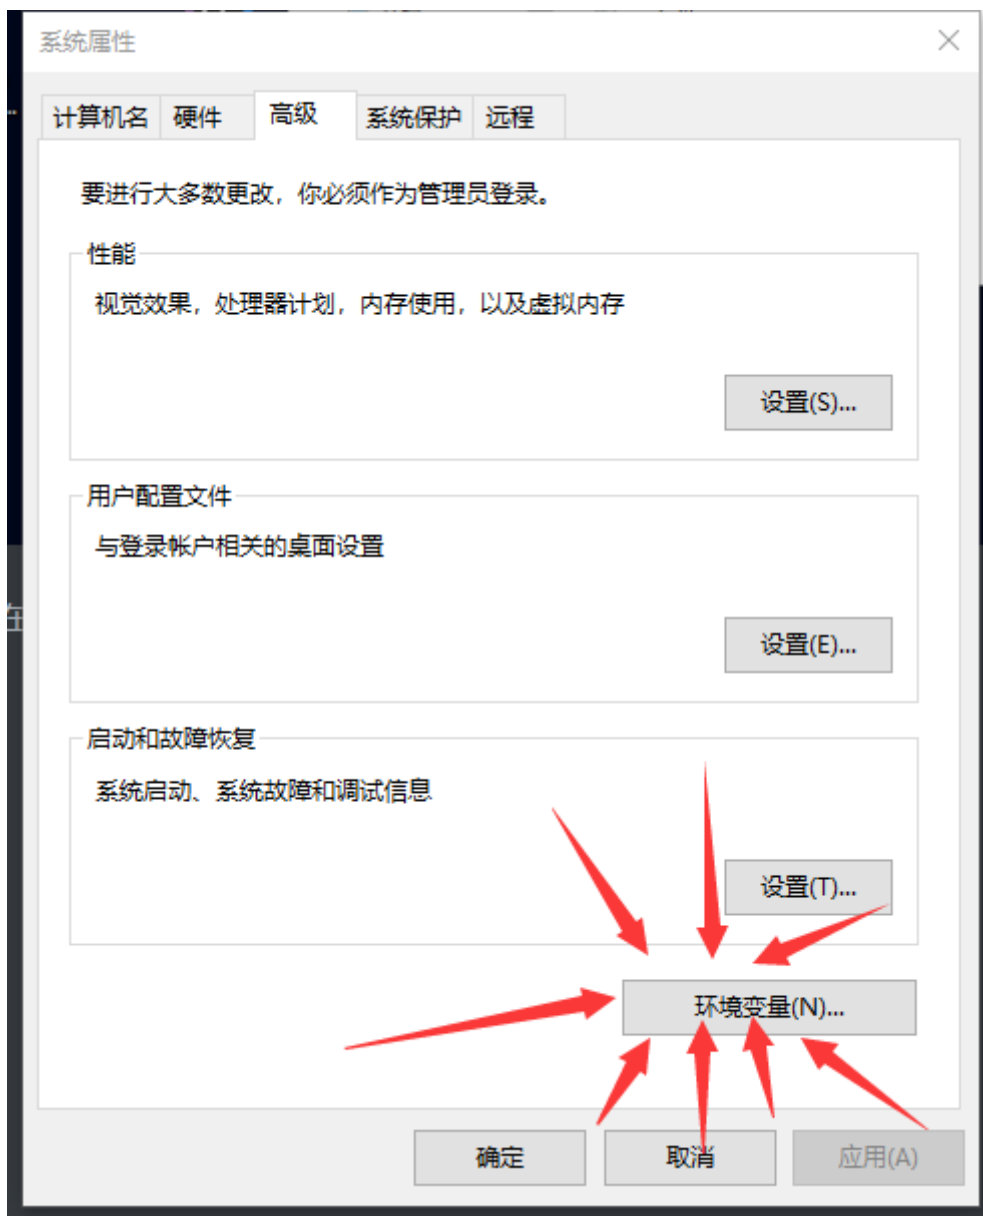 系统属性
计算机名 硬件 高级 系统保护 远程
要进行大多数更改，你必须作为管理员登录。
性能
视觉效果，处理器计划，内存使用，以及虚拟内存
设置(S)...
用户配置文件
与登录帐户相关的桌面设置
设置(E)...
启动和故障恢复
系统启动、系统故障和调试信息
设置(T)...
环境变量(N)...
确定 取消 应用(A)